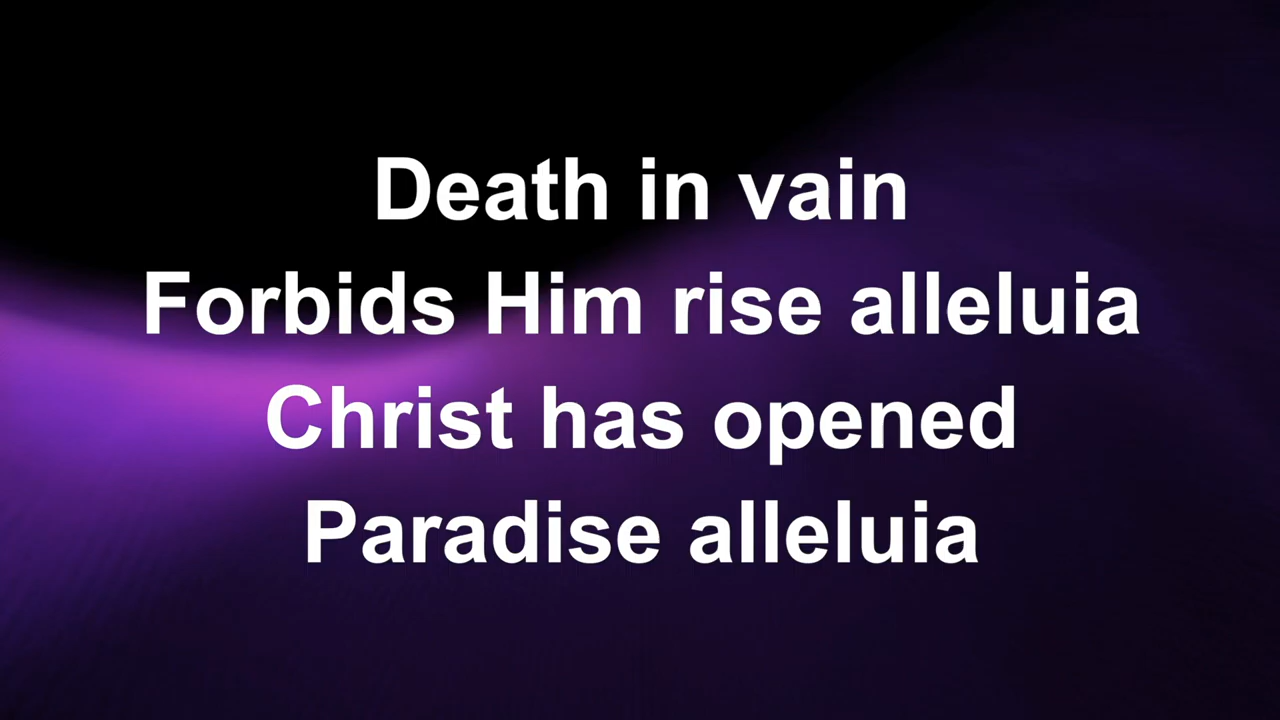 Death in vain
Forbids Him rise alleluia
Christ has opened
Paradise alleluia